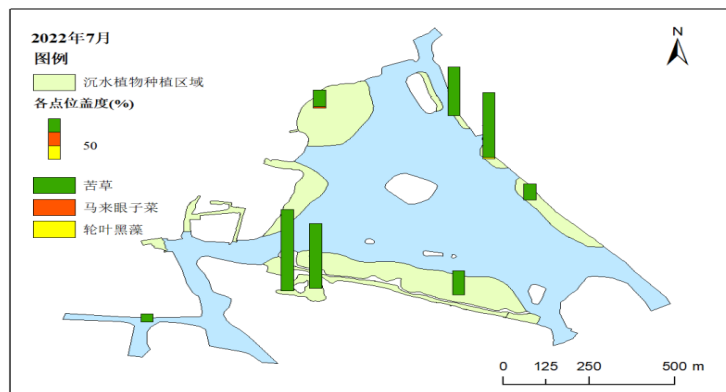 2022年7月
图例
沉水植物种植区域
各点位盖度(%)
50
苦草
马来眼子菜
轮叶黑藻
N
0 125 250 500 m